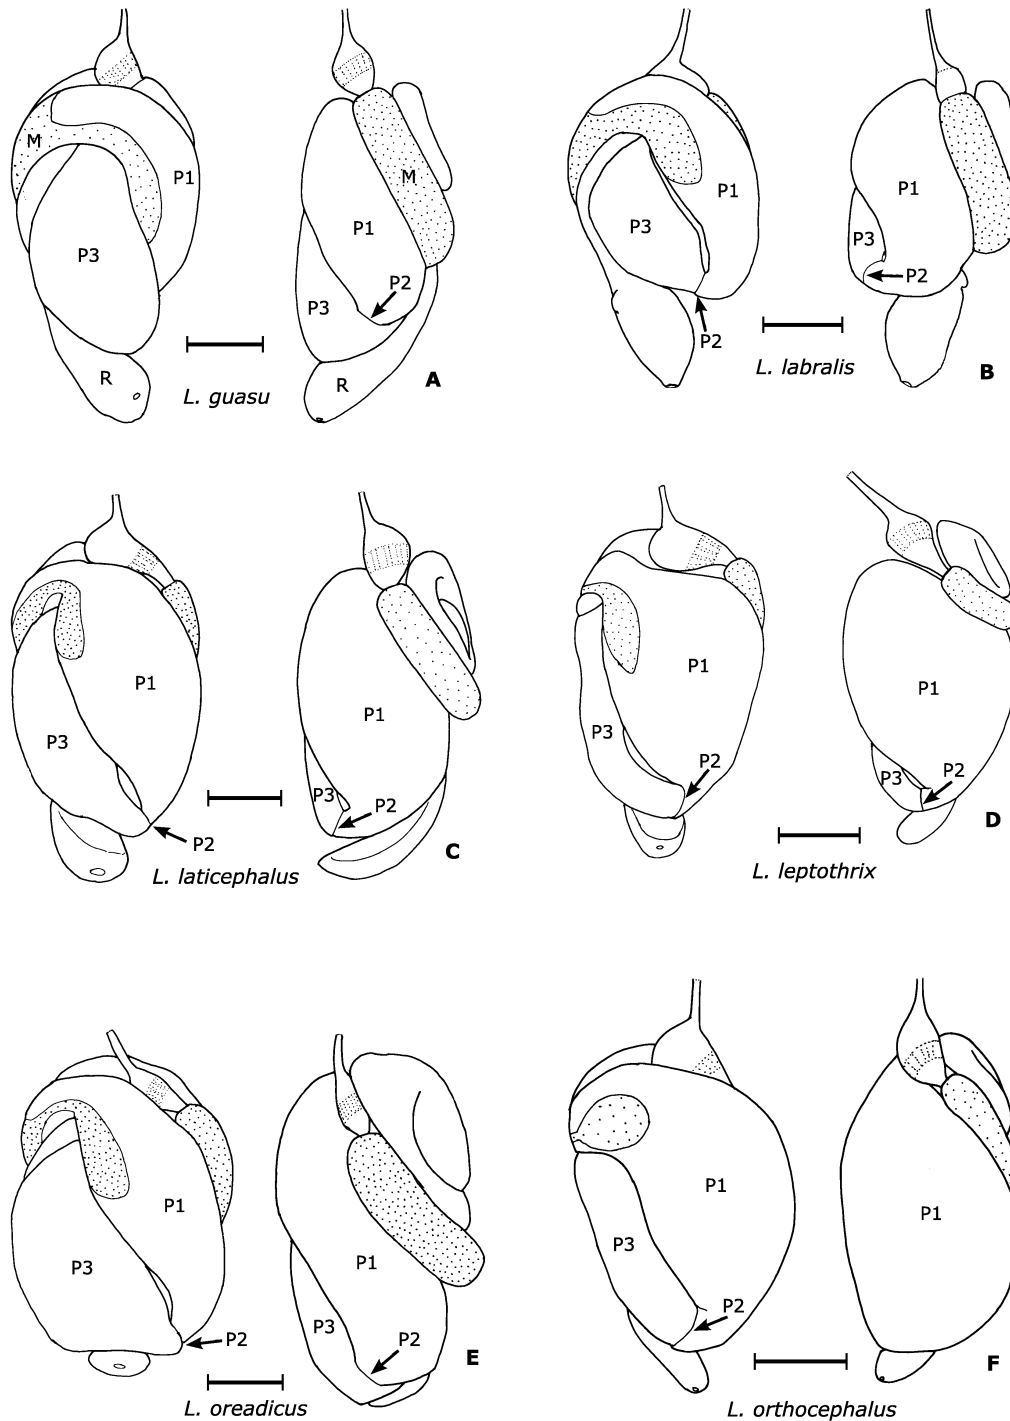 M
P1
P3
R
M
P1
P2
P3
R
A
L. guasu
P1
P3
P2
P1
P3
P2
B
L. labralis
P1
P3
P2
P1
P3
P2
C
L. laticephalus
P1
P3
P2
P1
P3
P2
D
L. leptothrix
P1
P3
P2
P1
P3
P2
E
L. oreadicus
P1
P3
P2
P1
F
L. orthocephalus